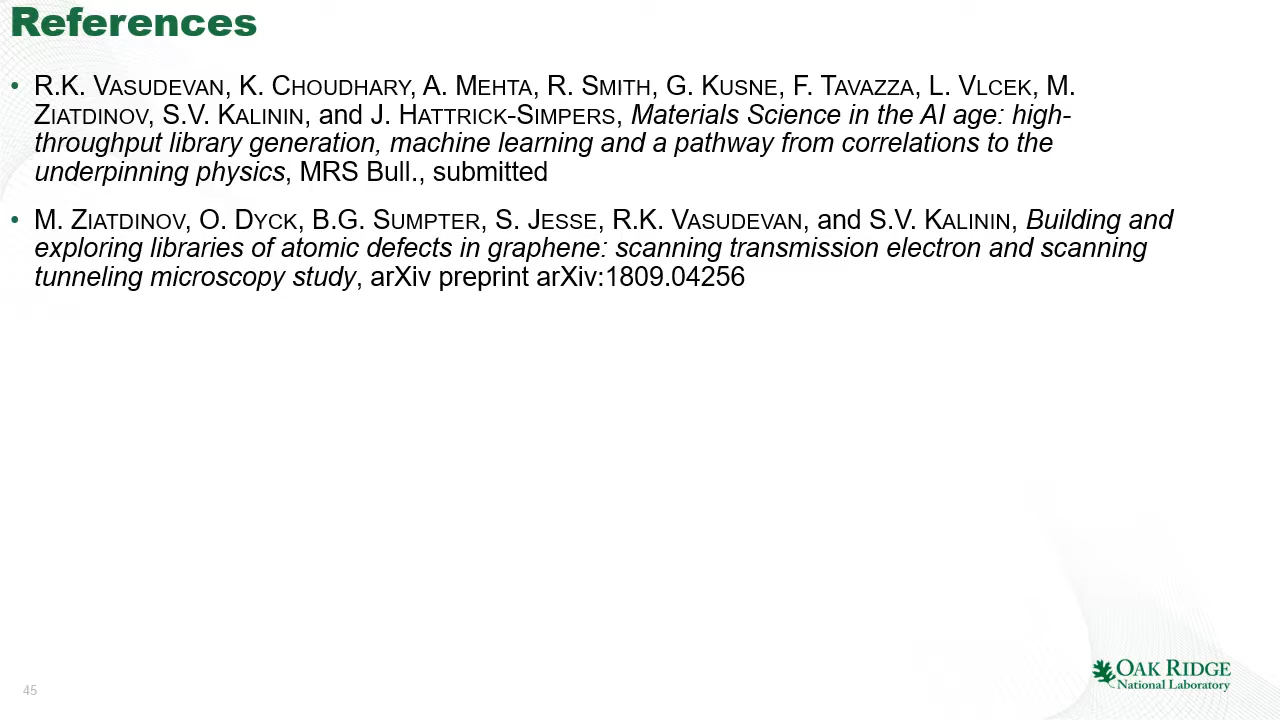 References
• R.K. VASUDEVAN, K. CHOUDHARY, A. MEHTA, R. SMITH, G. KUSNE, F. TAVAZZA, L. VLCEK, M.
ZIATDINOV, S.V. KALININ, and J. HATTRICK-SIMPERS, Materials Science in the AI age: high-
throughput library generation, machine learning and a pathway from correlations to the
underpinning physics, MRS Bull., submitted
• M. ZIATDINOV, O. DYCK, B.G. SUMPTER, S. JESSE, R.K. VASUDEVAN, and S.V. KALININ, Building and
exploring libraries of atomic defects in graphene: scanning transmission electron and scanning
tunneling microscopy study, arXiv preprint arXiv:1809.04256
45
OAK RIDGE
National Laboratory